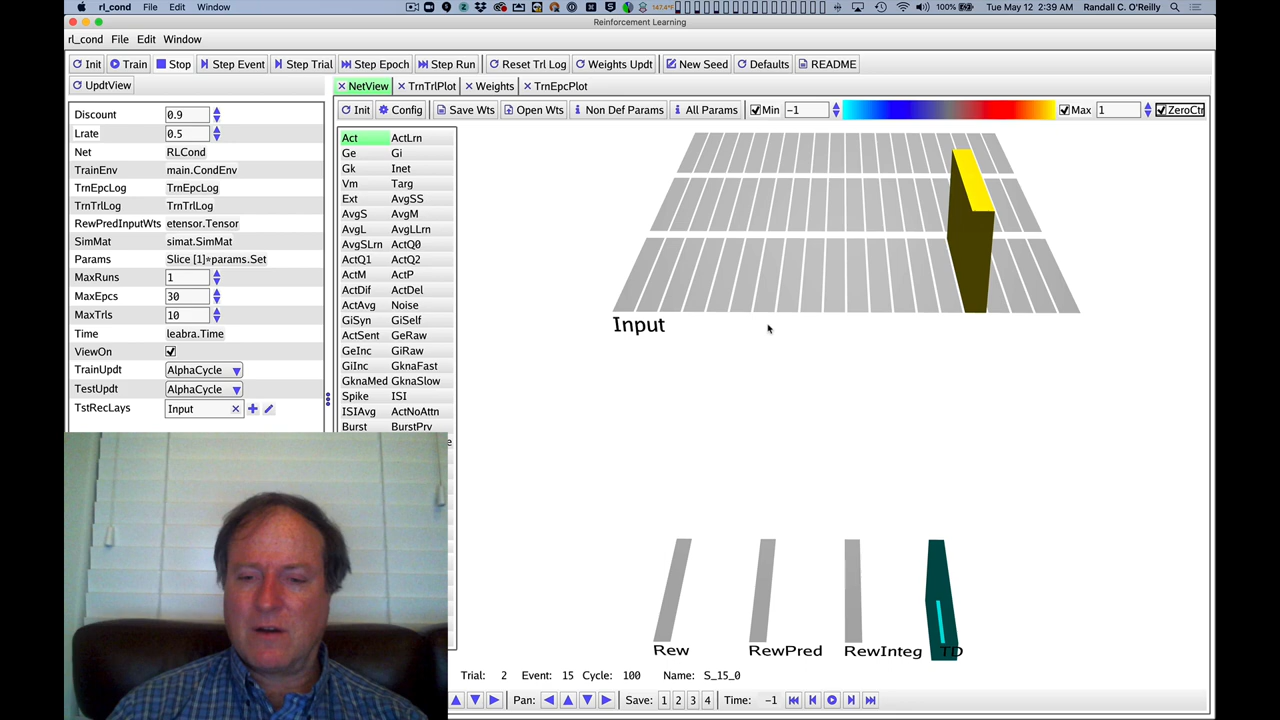 rl_cond File Edit Window 147.4°F 100% Tue May 12 2:39 AM Randall C. O'Reilly
Reinforcement Learning
rl_cond File Edit Window
Init Train Stop Step Event Step Trial Step Epoch Step Run Reset Trl Log Weights Updt New Seed Defaults README
UpdtView
NetView TrnTrlPlot Weights TrnEpcPlot
Init Config Save Wts Open Wts Non Def Params All Params Min -1 Max 1 ZeroCtr
Discount 0.9
Lrate 0.5
Net RLCond
TrainEnv main.CondEnv
TrnEpcLog TrnEpcLog
TrnTrlLog TrnTrlLog
RewPredInputWts etensor.Tensor
SimMat simat.SimMat
Params Slice [1]*params.Set
MaxRuns 1
MaxEpcs 30
MaxTrls 10
Time leabra.Time
ViewOn
TrainUpdt AlphaCycle
TestUpdt AlphaCycle
TstRecLays Input
Act ActLrn
Ge Gi
Gk Inet
Vm Targ
Ext AvgSS
AvgS AvgM
AvgL AvgLLrn
AvgSLrn ActQ0
ActQ1 ActQ2
ActM ActP
ActDif ActDel
ActAvg Noise
GiSyn GiSelf
ActSent GeRaw
GeInc GiRaw
GiInc GknaFast
GknaMed GknaSlow
Spike ISI
ISIAvg ActNoAttn
Burst BurstPrv
Input
Rew RewPred RewInteg TD
Trial: 2 Event: 15 Cycle: 100 Name: S_15_0
Pan: Save: 1 2 3 4 Time: -1